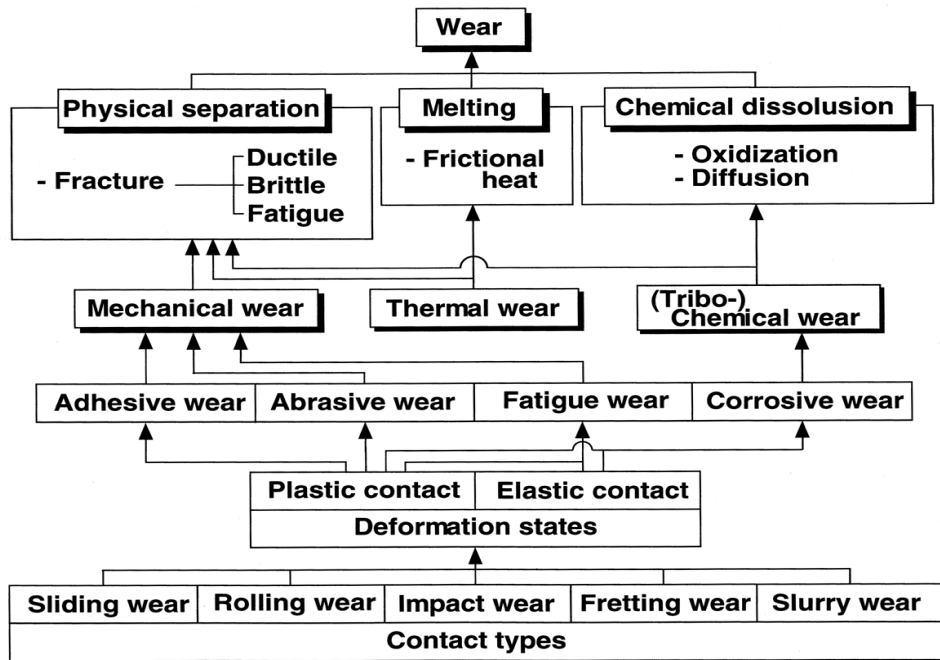 Wear
Physical separation
Melting
Chemical dissolusion
- Fracture
Ductile
Brittle
Fatigue
- Frictional
heat
- Oxidization
- Diffusion
Mechanical wear
Thermal wear
(Tribo-)
Chemical wear
Adhesive wear
Abrasive wear
Fatigue wear
Corrosive wear
Plastic contact
Elastic contact
Deformation states
Sliding wear
Rolling wear
Impact wear
Fretting wear
Slurry wear
Contact types